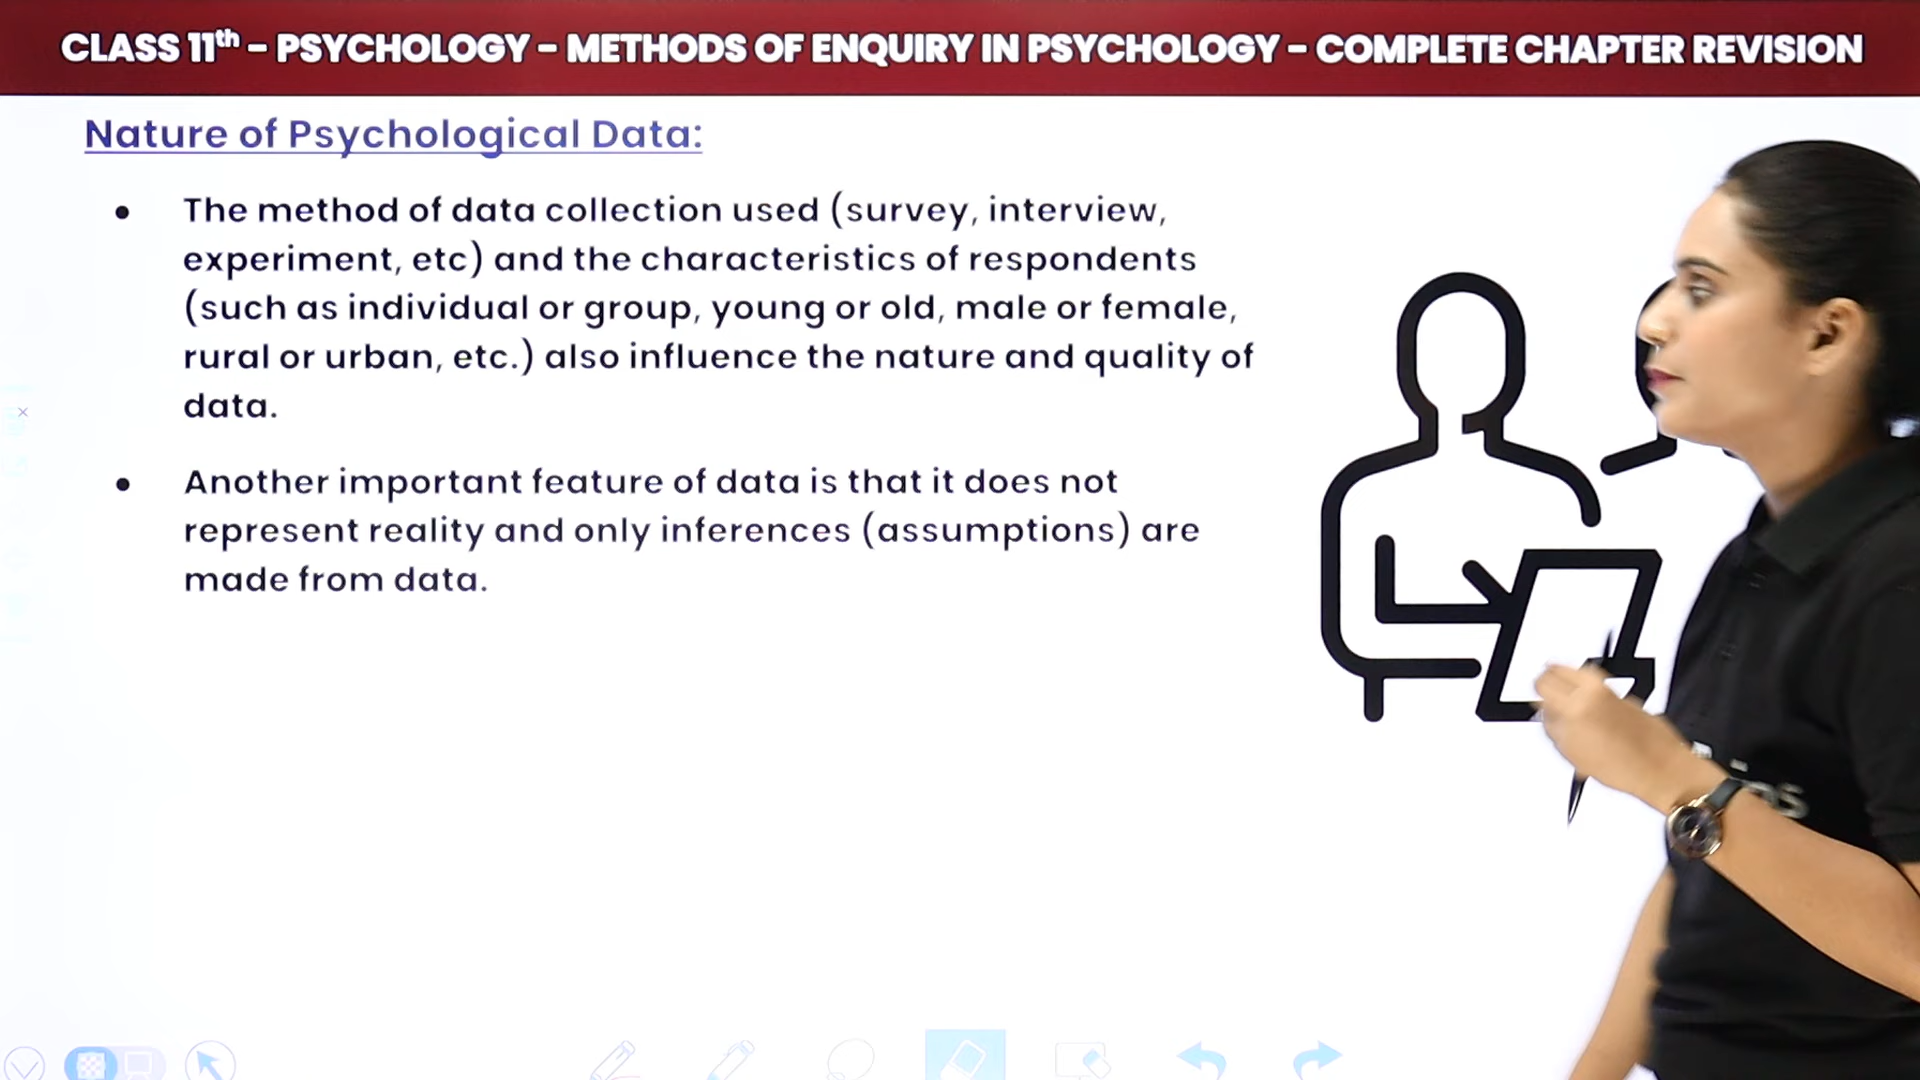 CLASS 11th – PSYCHOLOGY – METHODS OF ENQUIRY IN PSYCHOLOGY – COMPLETE CHAPTER REVISION
Nature of Psychological Data:
• The method of data collection used (survey, interview,
experiment, etc) and the characteristics of respondents
(such as individual or group, young or old, male or female,
rural or urban, etc.) also influence the nature and quality of
data.
• Another important feature of data is that it does not
represent reality and only inferences (assumptions) are
made from data.